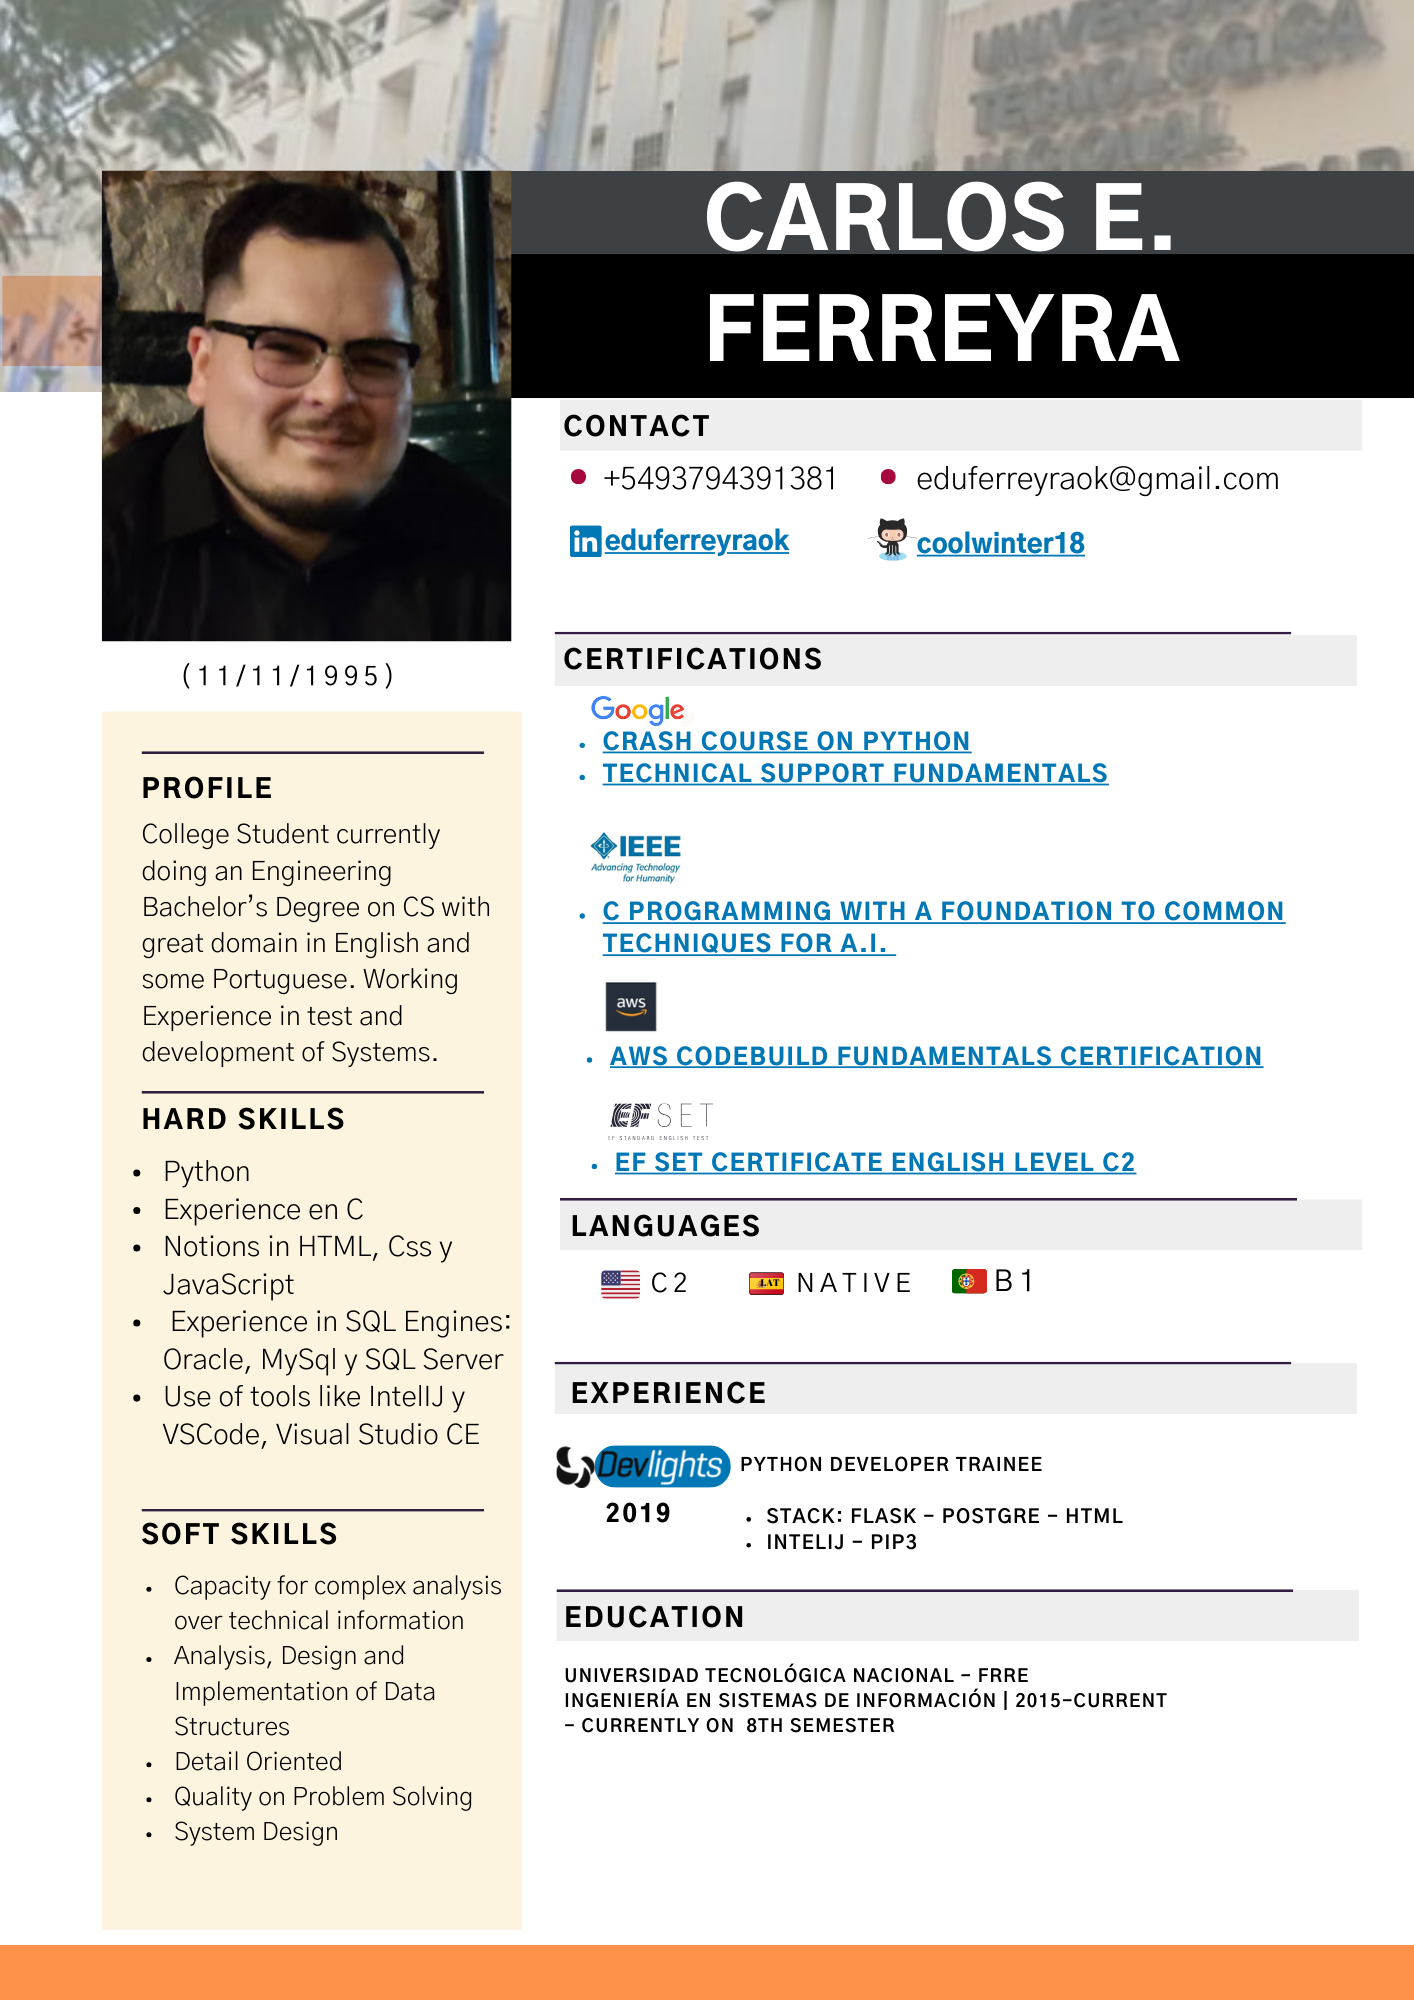 UNIVERSIDAD
TECNOLÓGICA
NACIONAL
CARLOS E.
FERREYRA
(11/11/1995)
PROFILE
College Student currently
doing an Engineering
Bachelor's Degree on CS with
great domain in English and
some Portuguese. Working
Experience in test and
development of Systems.
HARD SKILLS
• Python
• Experience en C
• Notions in HTML, Css y
JavaScript
• Experience in SQL Engines:
Oracle, MySql y SQL Server
• Use of tools like IntelIJ y
VSCode, Visual Studio CE
SOFT SKILLS
• Capacity for complex analysis
over technical information
• Analysis, Design and
Implementation of Data
Structures
• Detail Oriented
• Quality on Problem Solving
• System Design
CONTACT
• +5493794391381 • eduferreyraok@gmail.com
in eduferreyraok coolwinter18
CERTIFICATIONS
Google
• CRASH COURSE ON PYTHON
• TECHNICAL SUPPORT FUNDAMENTALS
IEEE
Advancing Technology
for Humanity
• C PROGRAMMING WITH A FOUNDATION TO COMMON
TECHNIQUES FOR A.I.
aws
• AWS CODEBUILD FUNDAMENTALS CERTIFICATION
EF SET
EF STANDARD ENGLISH TEST
• EF SET CERTIFICATE ENGLISH LEVEL C2
LANGUAGES
C2 LAT NATIVE B1
EXPERIENCE
Devlights PYTHON DEVELOPER TRAINEE
2019
• STACK: FLASK - POSTGRE - HTML
• INTELIJ - PIP3
EDUCATION
UNIVERSIDAD TECNOLÓGICA NACIONAL - FRRE
INGENIERÍA EN SISTEMAS DE INFORMACIÓN | 2015-CURRENT
- CURRENTLY ON 8TH SEMESTER